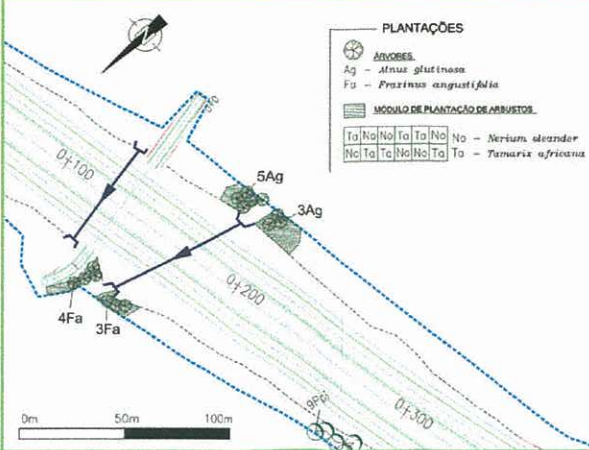 PLANTAÇÕES
ÁRVORES
Ag - Alnus glutinosa
Fa - Fraxinus angustifolia
MÓDULO DE PLANTAÇÃO DE ARBUSTOS
Ta No No Ta Ta No No - Nerium oleander
No Ta Ta No No Ta Ta - Tamarix africana
N
0+100
5Ag
3Ag
0+200
4Fa
3Fa
9Ppi
0+300
0m 50m 100m